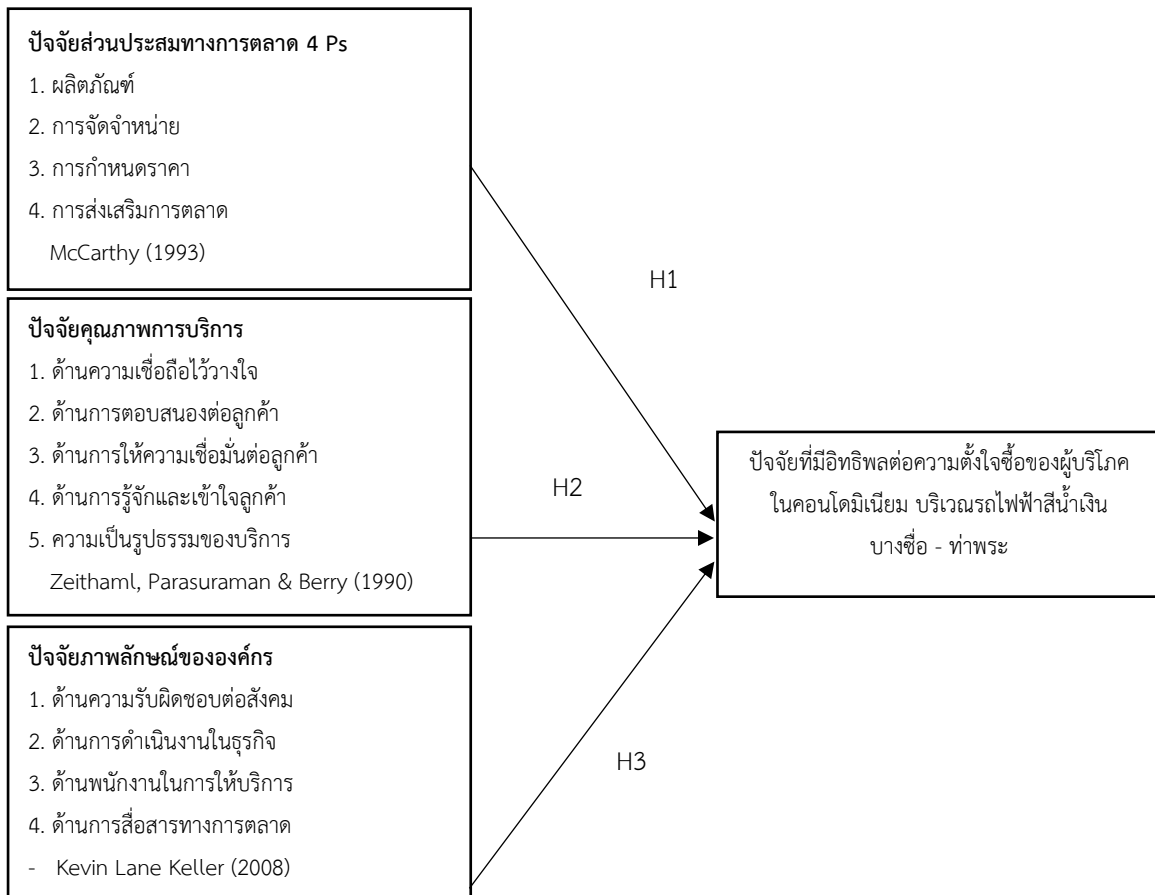 ปัจจัยส่วนประสมทางการตลาด 4 Ps
1. ผลิตภัณฑ์
2. การจัดจำหน่าย
3. การกำหนดราคา
4. การส่งเสริมการตลาด
McCarthy (1993)
H1
ปัจจัยคุณภาพการบริการ
1. ด้านความเชื่อถือไว้วางใจ
2. ด้านการตอบสนองต่อลูกค้า
3. ด้านการให้ความเชื่อมั่นต่อลูกค้า
4. ด้านการรู้จักและเข้าใจลูกค้า
5. ความเป็นรูปธรรมของบริการ
Zeithaml, Parasuraman & Berry (1990)
H2
ปัจจัยที่มีอิทธิพลต่อความตั้งใจซื้อของผู้บริโภค
ในคอนโดมิเนียม บริเวณรถไฟฟ้าสีน้ำเงิน
บางซื่อ - ท่าพระ
ปัจจัยภาพลักษณ์ขององค์กร
1. ด้านความรับผิดชอบต่อสังคม
2. ด้านการดำเนินงานในธุรกิจ
3. ด้านพนักงานในการให้บริการ
4. ด้านการสื่อสารทางการตลาด
- Kevin Lane Keller (2008)
H3